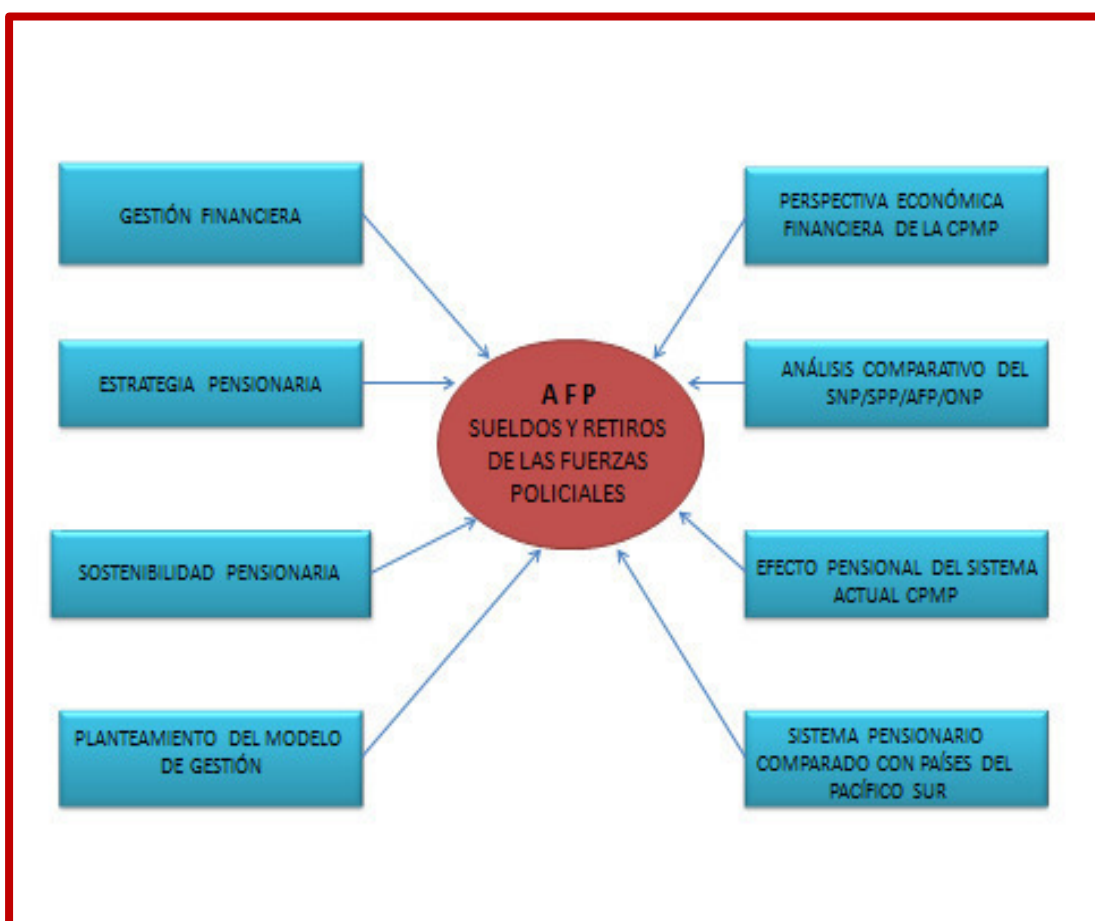 GESTIÓN FINANCIERA
ESTRATEGIA PENSIONARIA
SOSTENIBILIDAD PENSIONARIA
PLANTEAMIENTO DEL MODELO
DE GESTIÓN
A F P
SUELDOS Y RETIROS
DE LAS FUERZAS
POLICIALES
PERSPECTIVA ECONÓMICA
FINANCIERA DE LA CPMP
ANÁLISIS COMPARATIVO DEL
SNP/SPP/AFP/ONP
EFECTO PENSIONAL DEL SISTEMA
ACTUAL CPMP
SISTEMA PENSIONARIO
COMPARADO CON PAÍSES DEL
PACÍFICO SUR